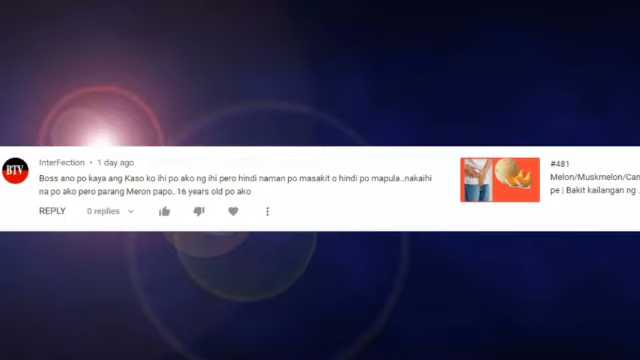 BTV
InterFection • 1 day ago
Boss ano po kaya ang Kaso ko ihi po ako ng ihi pero hindi naman po masakit o hindi po mapula..nakaihi
na po ako pero parang Meron papo..16 years old po ako
REPLY 0 replies
#481
Melon/Muskmelon/Can
pe | Bakit kailangan ng ..